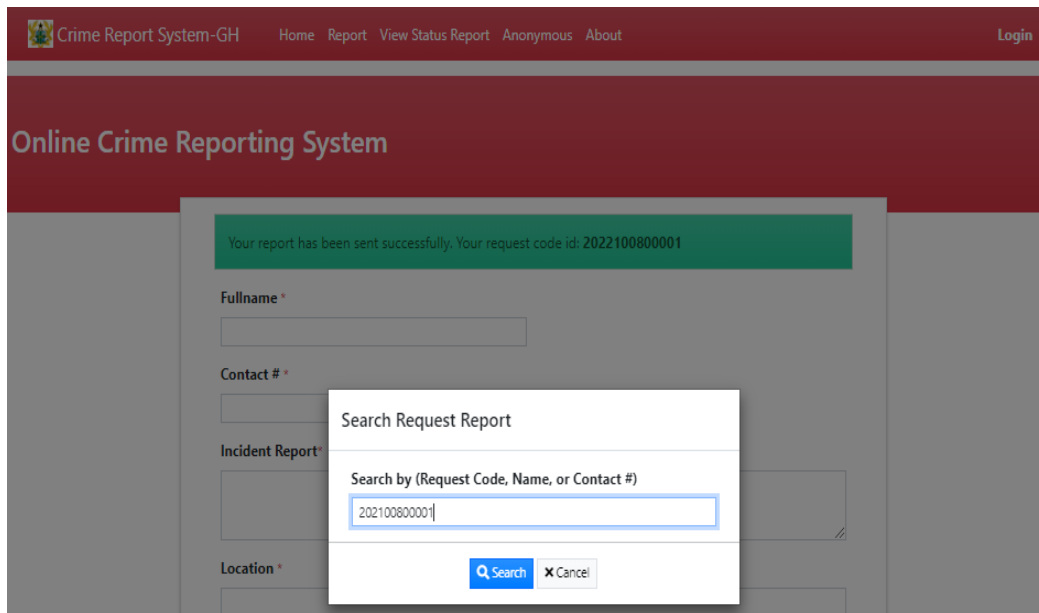 Crime Report System-GH Home Report View Status Report Anonymous About Login
Online Crime Reporting System
Your report has been sent successfully. Your request code id: 2022100800001
Fullname *
Contact # *
Search Request Report
Incident Report*
Search by (Request Code, Name, or Contact #)
202100800001
Location *
Search Cancel